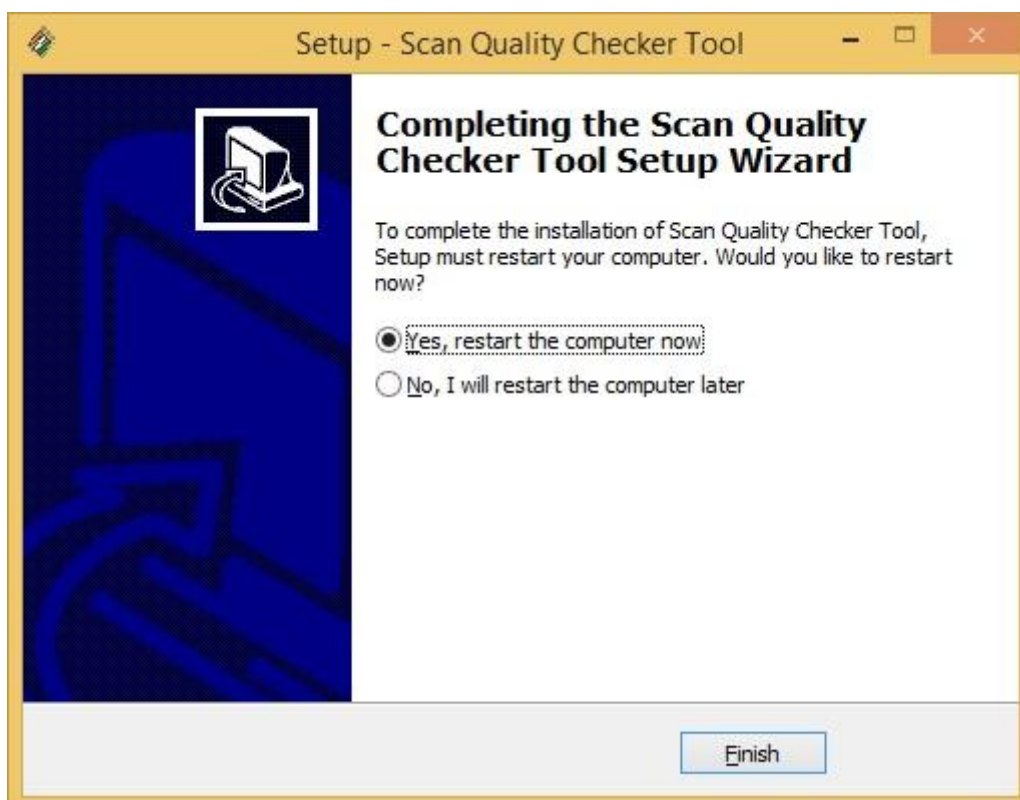 Setup - Scan Quality Checker Tool
Completing the Scan Quality
Checker Tool Setup Wizard
To complete the installation of Scan Quality Checker Tool,
Setup must restart your computer. Would you like to restart
now?
Yes, restart the computer now
No, I will restart the computer later
Finish